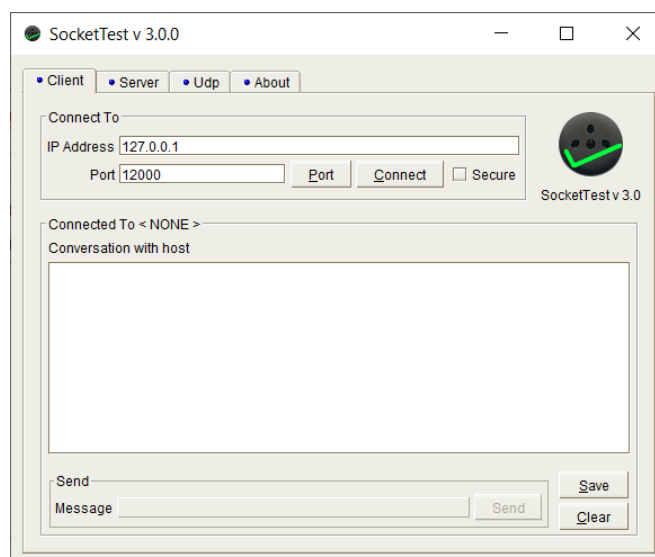 SocketTest v 3.0.0
Client Server Udp About
Connect To
IP Address 127.0.0.1
Port 12000 Port Connect Secure
SocketTest v 3.0
Connected To < NONE >
Conversation with host
Send
Message Send
Save
Clear